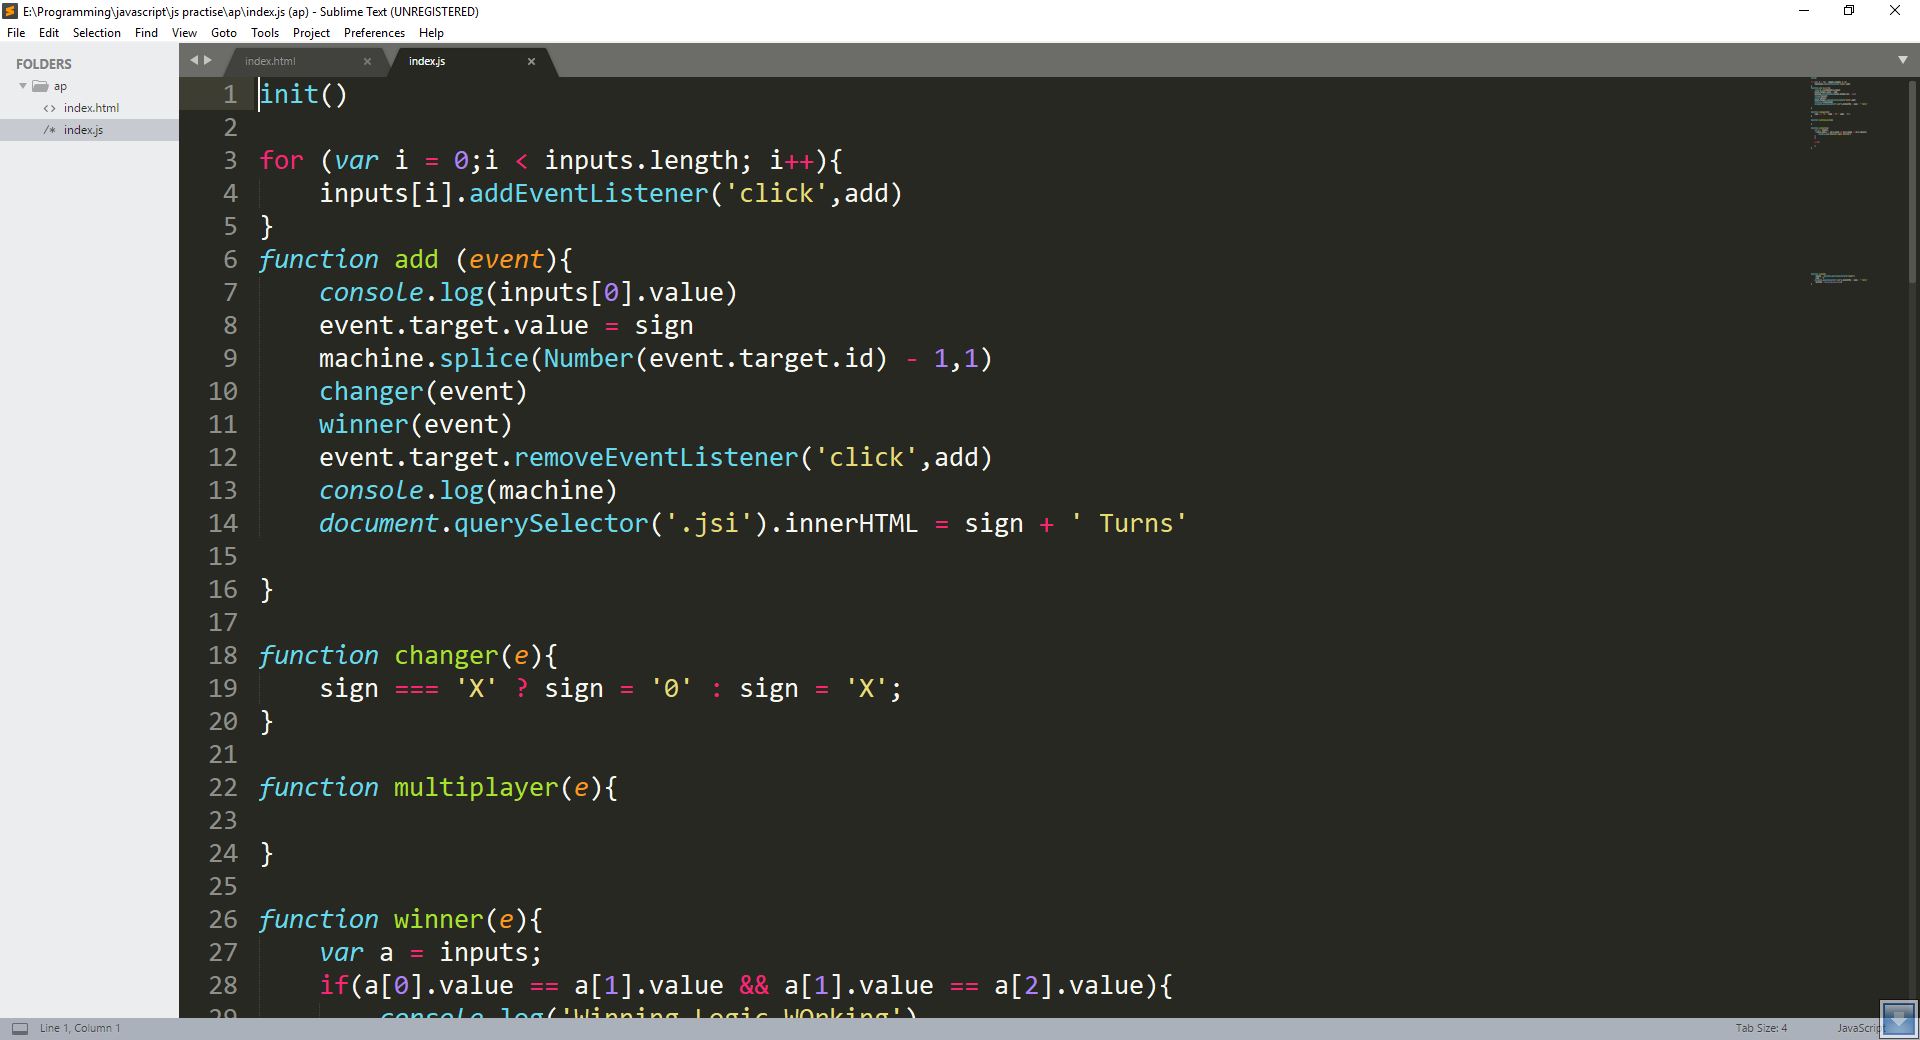 E:\Programming\javascript\js practise\ap\index.js (ap) - Sublime Text (UNREGISTERED)
File Edit Selection Find View Goto Tools Project Preferences Help
FOLDERS
ap
<> index.html
/* index.js
index.html × index.js ×
1 init()
2
3 for (var i = 0;i < inputs.length; i++){
4     inputs[i].addEventListener('click',add)
5 }
6 function add (event){
7     console.log(inputs[0].value)
8     event.target.value = sign
9     machine.splice(Number(event.target.id) - 1,1)
10     changer(event)
11     winner(event)
12     event.target.removeEventListener('click',add)
13     console.log(machine)
14     document.querySelector('.jsi').innerHTML = sign + ' Turns'
15
16 }
17
18 function changer(e){
19     sign === 'X' ? sign = '0' : sign = 'X';
20 }
21
22 function multiplayer(e){
23
24 }
25
26 function winner(e){
27     var a = inputs;
28     if(a[0].value == a[1].value && a[1].value == a[2].value){
29         console.log('Winning Logic WOnking')
Line 1, Column 1
Tab Size: 4
JavaScript